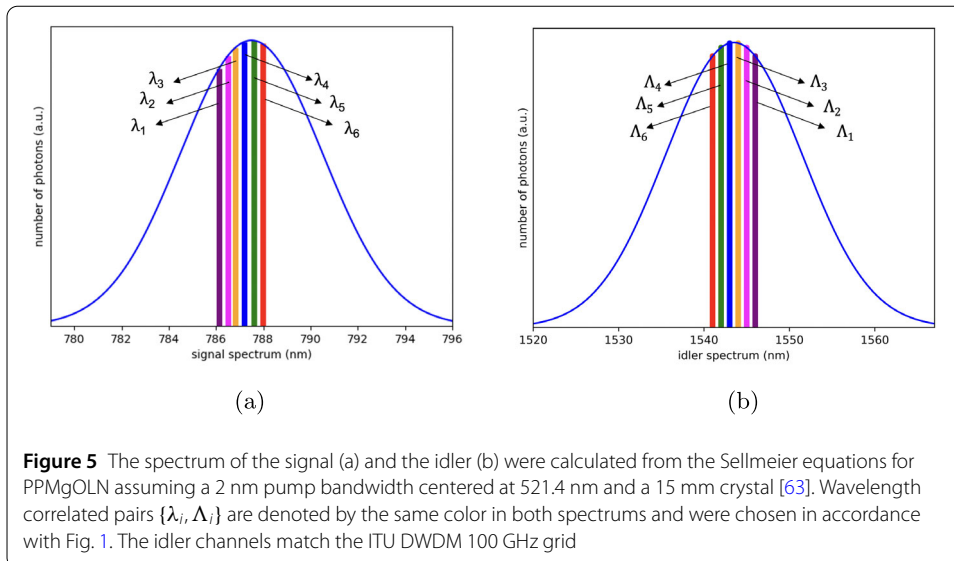 number of photons (a.u.)
λ₃
λ₂
λ₁
λ₄
λ₅
λ₆
780 782 784 786 788 790 792 794 796
signal spectrum (nm)
(a)
number of photons (a.u.)
Λ₄
Λ₅
Λ₆
Λ₃
Λ₂
Λ₁
1520 1530 1540 1550 1560
idler spectrum (nm)
(b)
Figure 5 The spectrum of the signal (a) and the idler (b) were calculated from the Sellmeier equations for
PPMgOLN assuming a 2 nm pump bandwidth centered at 521.4 nm and a 15 mm crystal [63]. Wavelength
correlated pairs {λᵢ, Λᵢ} are denoted by the same color in both spectrums and were chosen in accordance
with Fig. 1. The idler channels match the ITU DWDM 100 GHz grid